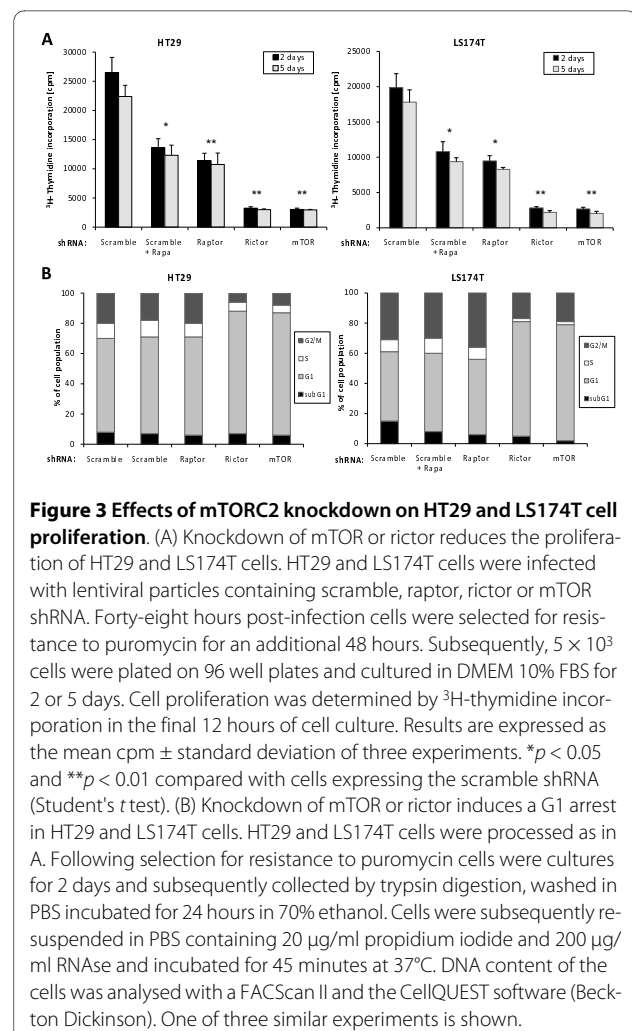 A
HT29
LS174T
³H- Thymidine incorporation [cpm]
30000
25000
20000
15000
10000
5000
0
2 days
5 days
*
**
**
**
shRNA:
Scramble
Scramble + Rapa
Raptor
Rictor
mTOR
³H- Thymidine incorporation [cpm]
25000
20000
15000
10000
5000
0
2 days
5 days
*
*
**
**
shRNA:
Scramble
Scramble + Rapa
Raptor
Rictor
mTOR
B
HT29
LS174T
% of cell population
100
80
60
40
20
0
G2/M
S
G1
sub G1
shRNA:
Scramble
Scramble + Rapa
Raptor
Rictor
mTOR
% of cell population
100
80
60
40
20
0
G2/M
S
G1
sub G1
shRNA:
Scramble
Scramble + Rapa
Raptor
Rictor
mTOR
Figure 3 Effects of mTORC2 knockdown on HT29 and LS174T cell
proliferation. (A) Knockdown of mTOR or rictor reduces the prolifera-
tion of HT29 and LS174T cells. HT29 and LS174T cells were infected
with lentiviral particles containing scramble, raptor, rictor or mTOR
shRNA. Forty-eight hours post-infection cells were selected for resis-
tance to puromycin for an additional 48 hours. Subsequently, 5 × 10³
cells were plated on 96 well plates and cultured in DMEM 10% FBS for
2 or 5 days. Cell proliferation was determined by ³H-thymidine incor-
poration in the final 12 hours of cell culture. Results are expressed as
the mean cpm ± standard deviation of three experiments. *p < 0.05
and **p < 0.01 compared with cells expressing the scramble shRNA
(Student's t test). (B) Knockdown of mTOR or rictor induces a G1 arrest
in HT29 and LS174T cells. HT29 and LS174T cells were processed as in
A. Following selection for resistance to puromycin cells were cultures
for 2 days and subsequently collected by trypsin digestion, washed in
PBS incubated for 24 hours in 70% ethanol. Cells were subsequently re-
suspended in PBS containing 20 μg/ml propidium iodide and 200 μg/
ml RNAse and incubated for 45 minutes at 37°C. DNA content of the
cells was analysed with a FACScan II and the CellQUEST software (Beck-
ton Dickinson). One of three similar experiments is shown.